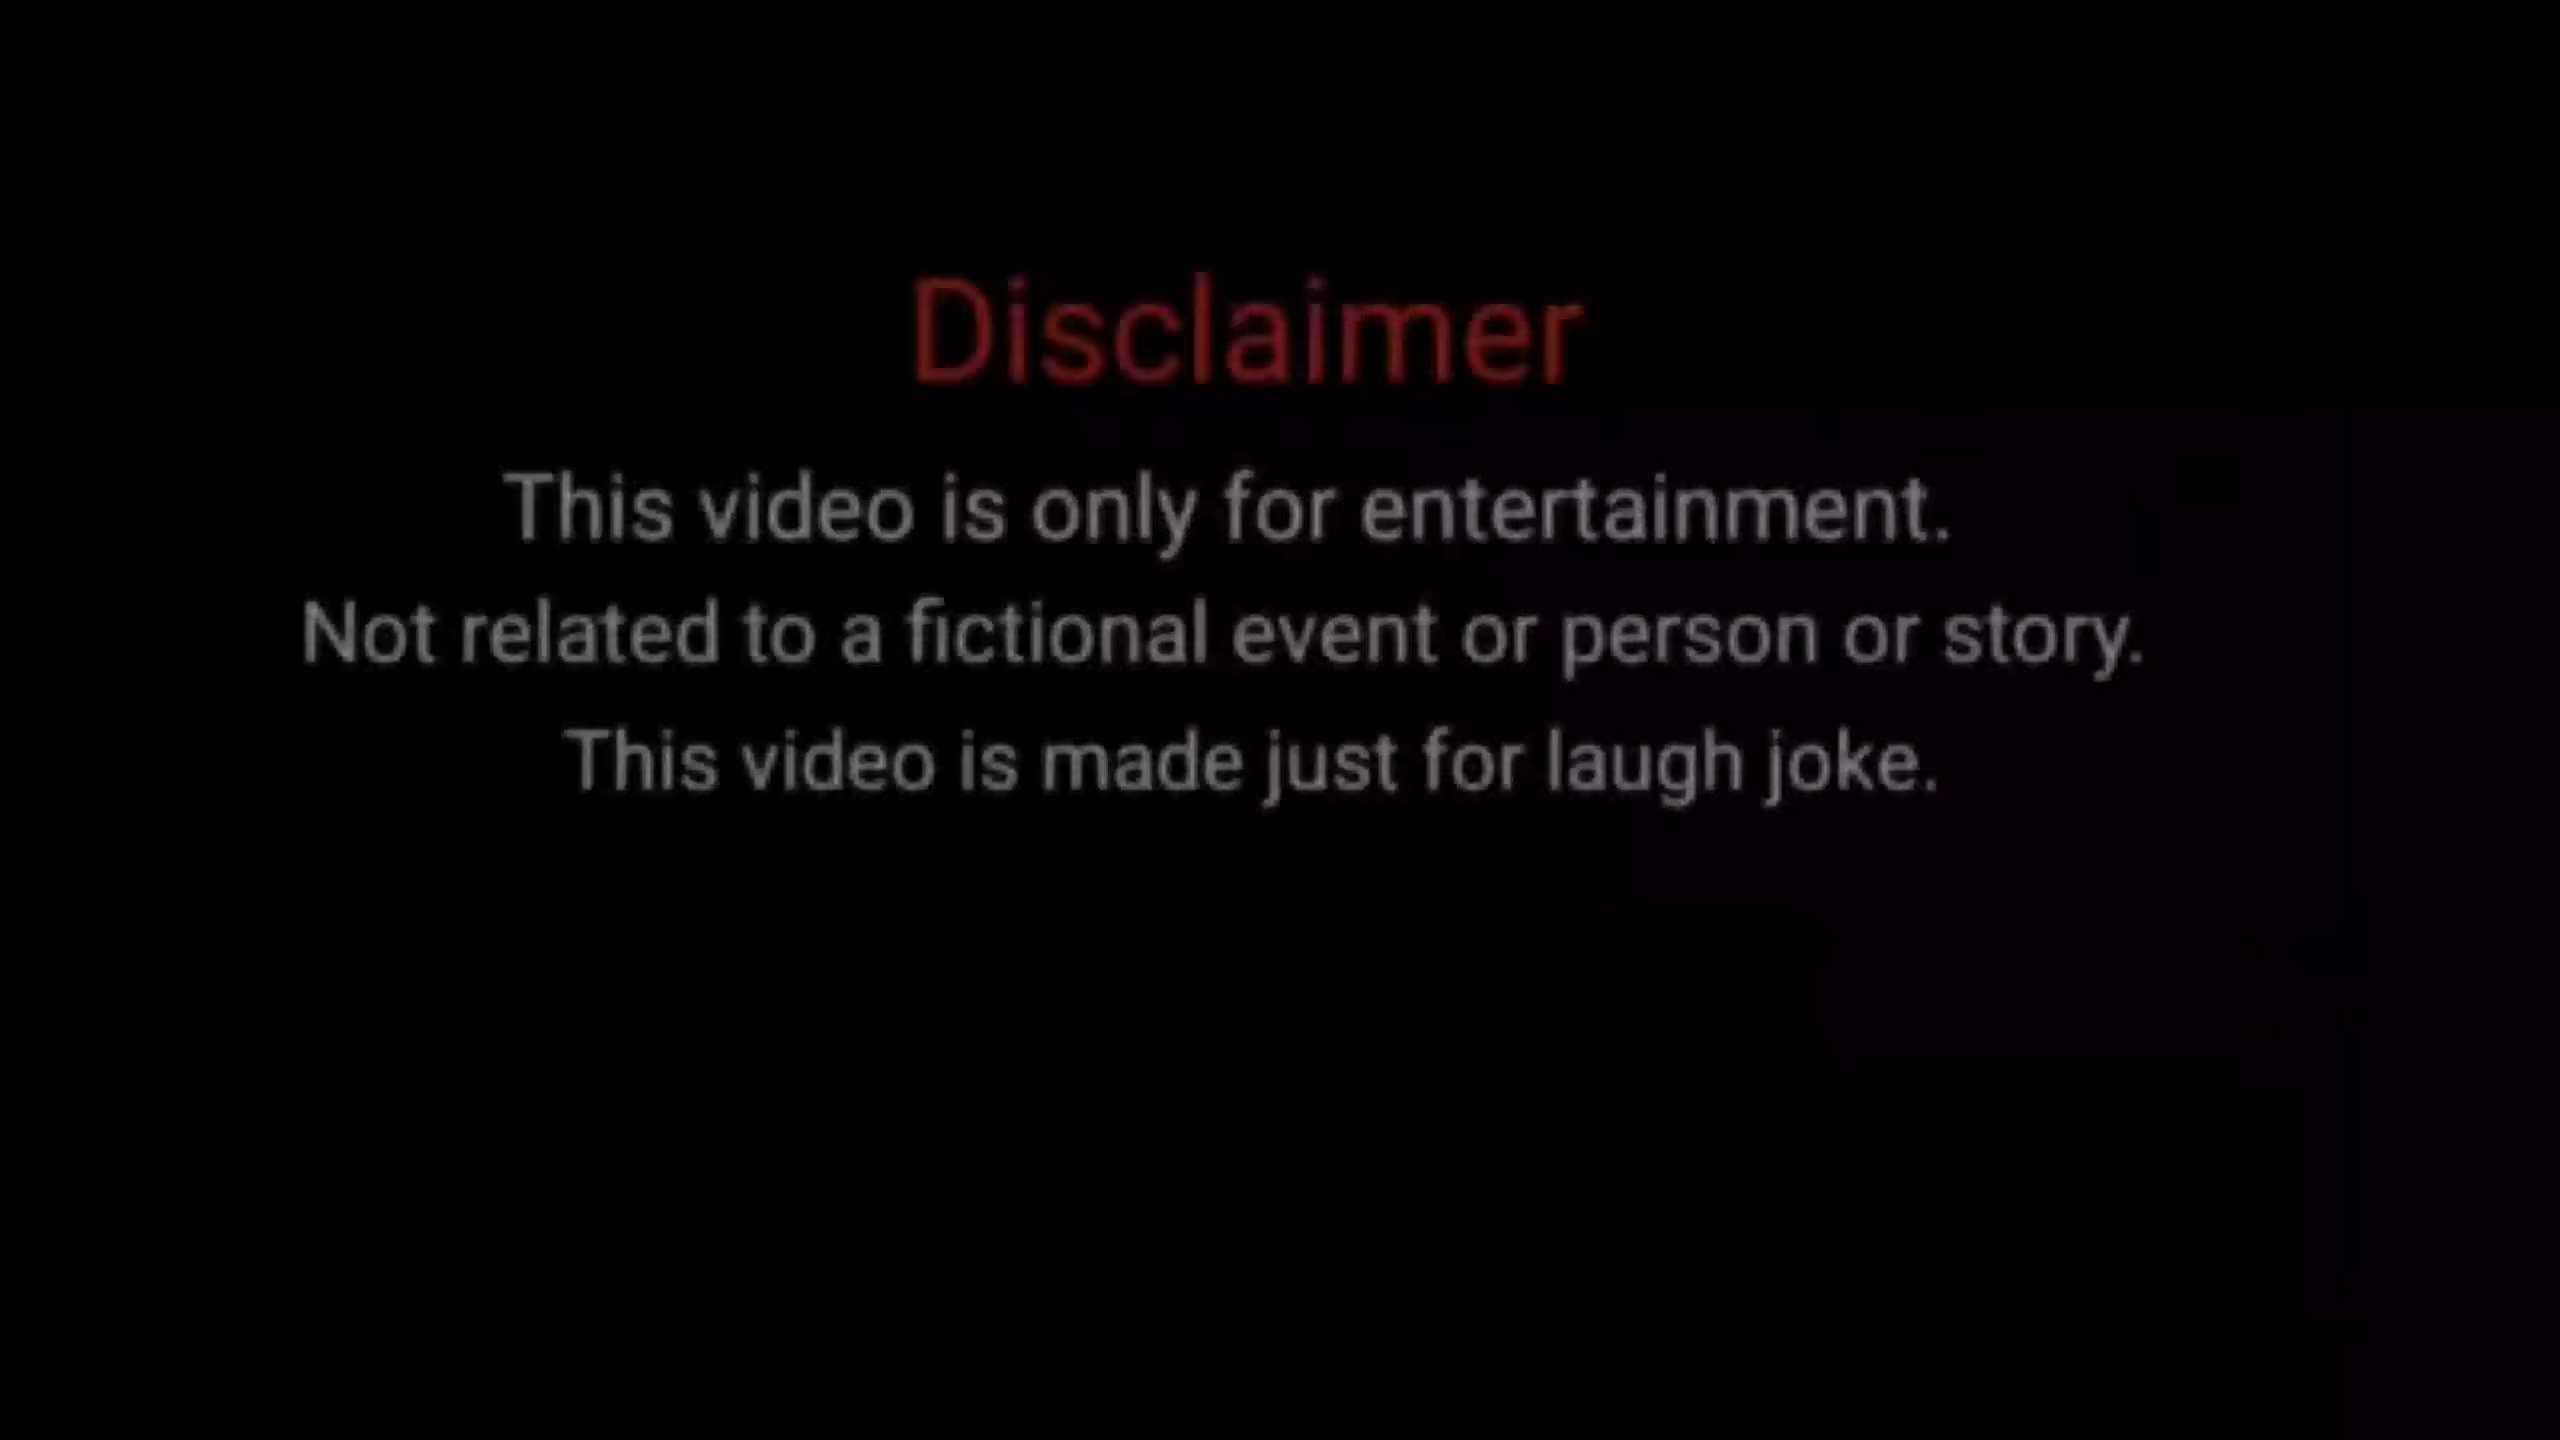 Disclaimer
This video is only for entertainment.
Not related to a fictional event or person or story.
This video is made just for laugh joke.